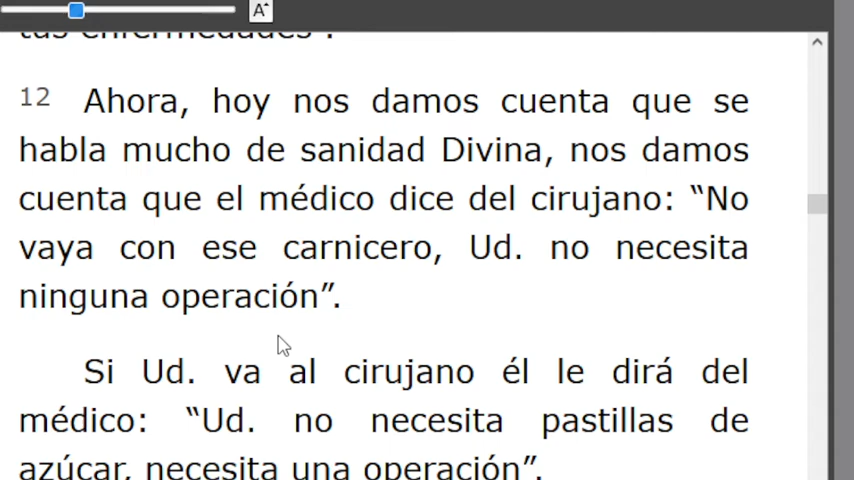 A
tus enfermedades".
12 Ahora, hoy nos damos cuenta que se
habla mucho de sanidad Divina, nos damos
cuenta que el médico dice del cirujano: “No
vaya con ese carnicero, Ud. no necesita
ninguna operación”.
Si Ud. va al cirujano él le dirá del
médico: “Ud. no necesita pastillas de
azúcar, necesita una operación”.